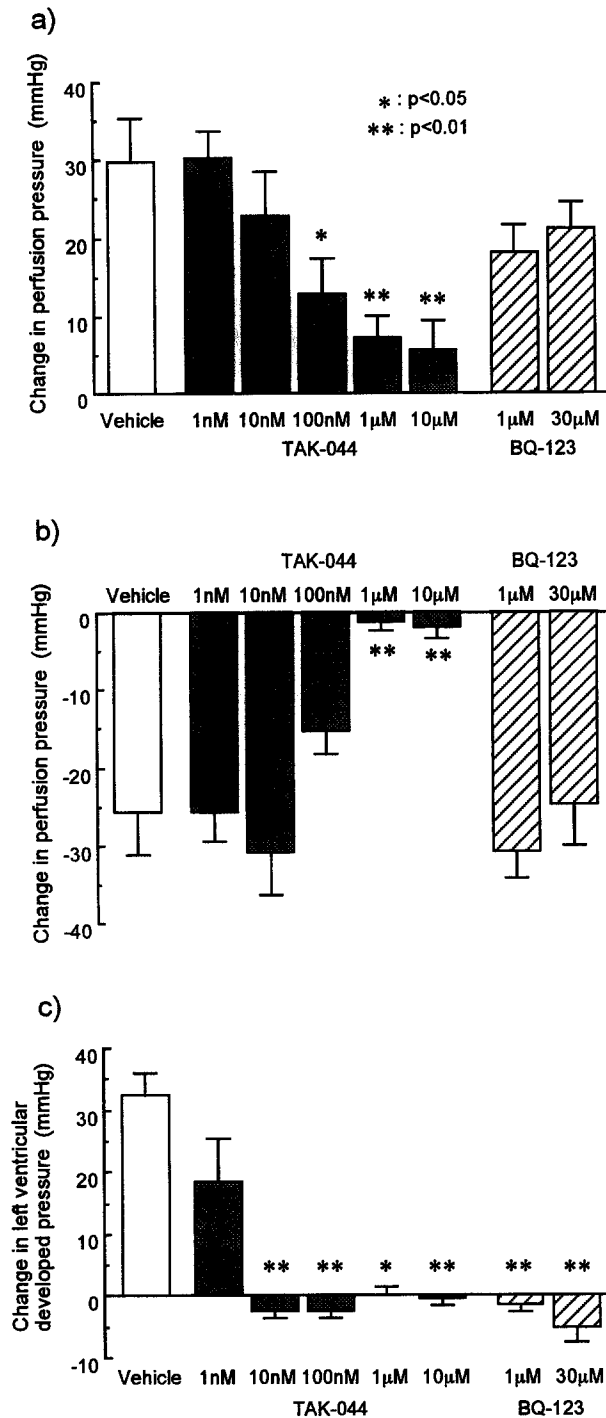 a)
Change in perfusion pressure (mmHg)
40
30
20
10
0
* : p<0.05
** : p<0.01
*
**
**
Vehicle 1nM 10nM 100nM 1μM 10μM 1μM 30μM
TAK-044 BQ-123
b)
TAK-044 BQ-123
Vehicle 1nM 10nM 100nM 1μM 10μM 1μM 30μM
Change in perfusion pressure (mmHg)
0
-10
-20
-30
-40
** **
c)
Change in left ventricular
developed pressure (mmHg)
40
30
20
10
0
-10
** ** * ** ** **
Vehicle 1nM 10nM 100nM 1μM 10μM 1μM 30μM
TAK-044 BQ-123